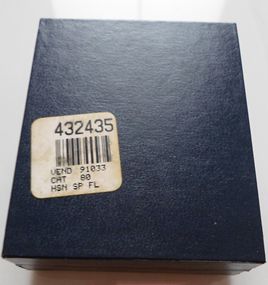 432435
VEND 91033
CAT 80
HSN SP FL